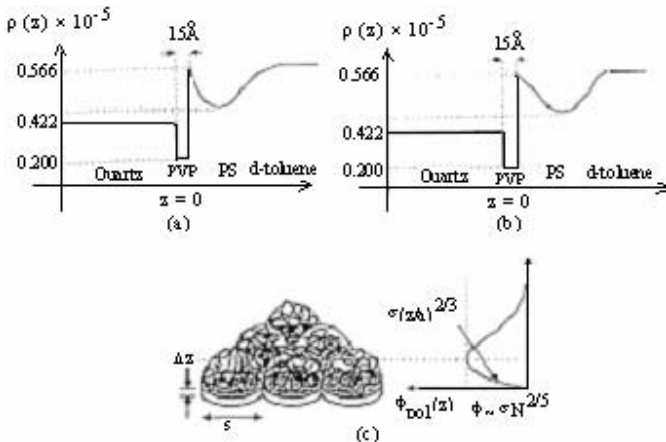 ρ (z) × 10⁻⁵
15Å
0.566
0.422
0.200
Quartz PVP PS d-toluene
z = 0
(a)
ρ (z) × 10⁻⁵
15Å
0.566
0.422
0.200
Quartz PVP PS d-toluene
z = 0
(b)
Δz
s
σ(z/λ)^2/3
ϕpol(z)
ϕ ~ σN^2/5
(c)